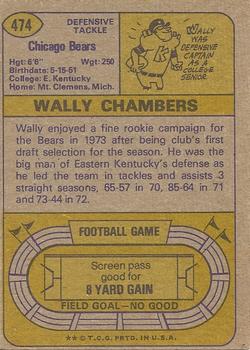 474
DEFENSIVE
TACKLE
Chicago Bears
Hgt: 6'6" Wgt: 250
Birthdate: 5-15-51
College: E. Kentucky
Home: Mt. Clemens, Mich.
WALLY
WAS
DEFENSIVE
CAPTAIN
AS A
COLLEGE
SENIOR.
WALLY CHAMBERS
Wally enjoyed a fine rookie campaign for
the Bears in 1973 after being club's first
draft selection for the season. He was the
big man of Eastern Kentucky's defense as
he led the team in tackles and assists 3
straight seasons, 65-57 in 70, 85-64 in 71
and 73-44 in 72.
FOOTBALL GAME
Screen pass
good for
8 YARD GAIN
FIELD GOAL—NO GOOD
** © T.C.G. PRTD. IN U.S.A.